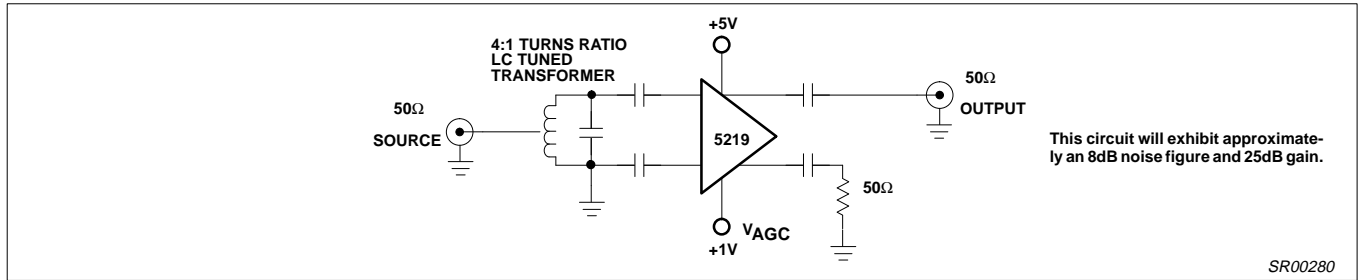 +5V
4:1 TURNS RATIO
LC TUNED
TRANSFORMER
50Ω
SOURCE
5219
50Ω
OUTPUT
This circuit will exhibit approximate-
ly an 8dB noise figure and 25dB gain.
50Ω
VAGC
+1V
SR00280